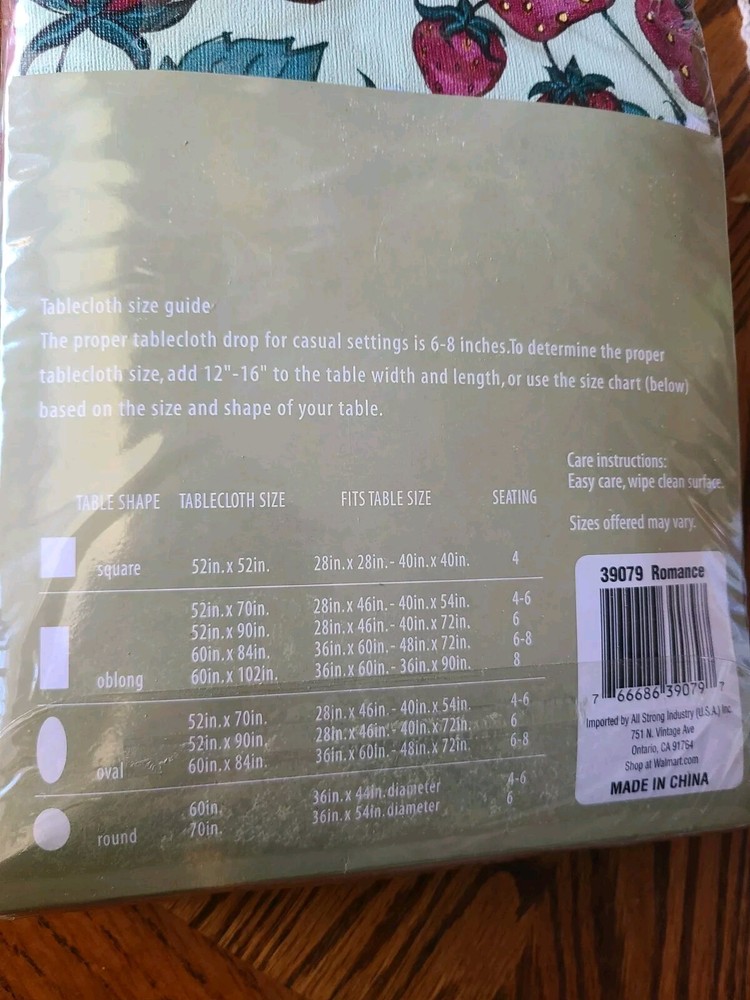 Tablecloth size guide
The proper tablecloth drop for casual settings is 6-8 inches.To determine the proper
tablecloth size, add 12"-16" to the table width and length, or use the size chart (below)
based on the size and shape of your table.
Care instructions:
Easy care, wipe clean surface.
Sizes offered may vary.
TABLE SHAPE TABLECLOTH SIZE FITS TABLE SIZE SEATING
square 52in. x 52in. 28in. x 28in. - 40in. x 40in. 4
52in. x 70in. 28in. x 46in. - 40in. x 54in. 4-6
52in. x 90in. 28in. x 46in. - 40in. x 72in. 6
60in. x 84in. 36in. x 60in. - 48in. x 72in. 6-8
oblong 60in. x 102in. 36in. x 60in. - 36in. x 90in. 8
52in. x 70in. 28in. x 46in. - 40in. x 54in. 4-6
52in. x 90in. 28in. x 46in. - 40in. x 72in. 6
oval 60in. x 84in. 36in. x 60in. - 48in. x 72in. 6-8
60in. 36in. x 44in. diameter 4-6
round 70in. 36in. x 54in. diameter 6
39079 Romance
7 66686 39079 7
Imported by All Strong Industry (U.S.A.) Inc.
751 N. Vintage Ave
Ontario, CA 91764
Shop at Walmart.com
MADE IN CHINA